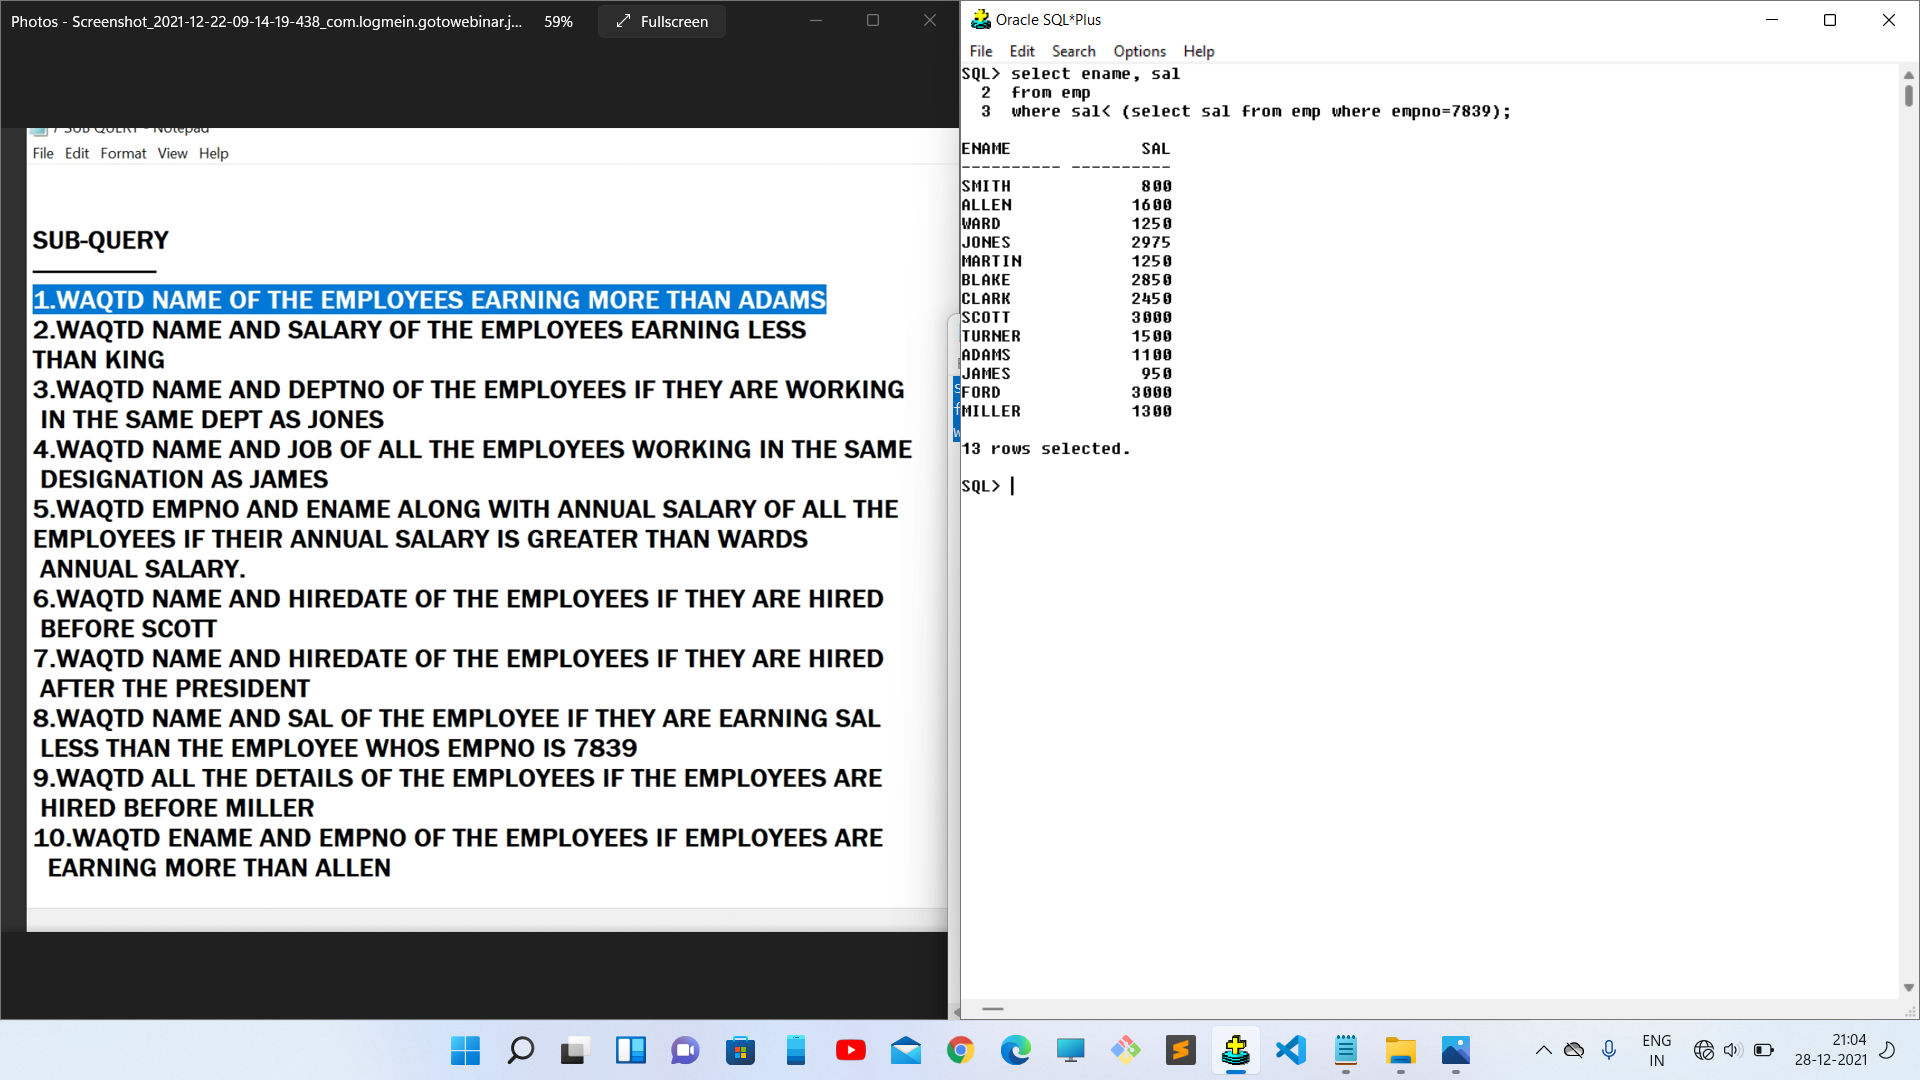 Photos - Screenshot_2021-12-22-09-14-19-438_com.logmein.gotowebinar.j...
59%
Fullscreen
7 SUB QUERY - Notepad
File Edit Format View Help
SUB-QUERY
1.WAQTD NAME OF THE EMPLOYEES EARNING MORE THAN ADAMS
2.WAQTD NAME AND SALARY OF THE EMPLOYEES EARNING LESS
THAN KING
3.WAQTD NAME AND DEPTNO OF THE EMPLOYEES IF THEY ARE WORKING
IN THE SAME DEPT AS JONES
4.WAQTD NAME AND JOB OF ALL THE EMPLOYEES WORKING IN THE SAME
DESIGNATION AS JAMES
5.WAQTD EMPNO AND ENAME ALONG WITH ANNUAL SALARY OF ALL THE
EMPLOYEES IF THEIR ANNUAL SALARY IS GREATER THAN WARDS
ANNUAL SALARY.
6.WAQTD NAME AND HIREDATE OF THE EMPLOYEES IF THEY ARE HIRED
BEFORE SCOTT
7.WAQTD NAME AND HIREDATE OF THE EMPLOYEES IF THEY ARE HIRED
AFTER THE PRESIDENT
8.WAQTD NAME AND SAL OF THE EMPLOYEE IF THEY ARE EARNING SAL
LESS THAN THE EMPLOYEE WHOS EMPNO IS 7839
9.WAQTD ALL THE DETAILS OF THE EMPLOYEES IF THE EMPLOYEES ARE
HIRED BEFORE MILLER
10.WAQTD ENAME AND EMPNO OF THE EMPLOYEES IF EMPLOYEES ARE
EARNING MORE THAN ALLEN
Oracle SQL*Plus
File Edit Search Options Help
SQL> select ename, sal
2 from emp
3 where sal< (select sal from emp where empno=7839);
ENAME SAL
---------- ----------
SMITH 800
ALLEN 1600
WARD 1250
JONES 2975
MARTIN 1250
BLAKE 2850
CLARK 2450
SCOTT 3000
TURNER 1500
ADAMS 1100
JAMES 950
FORD 3000
MILLER 1300
13 rows selected.
SQL>
ENG
IN
21:04
28-12-2021